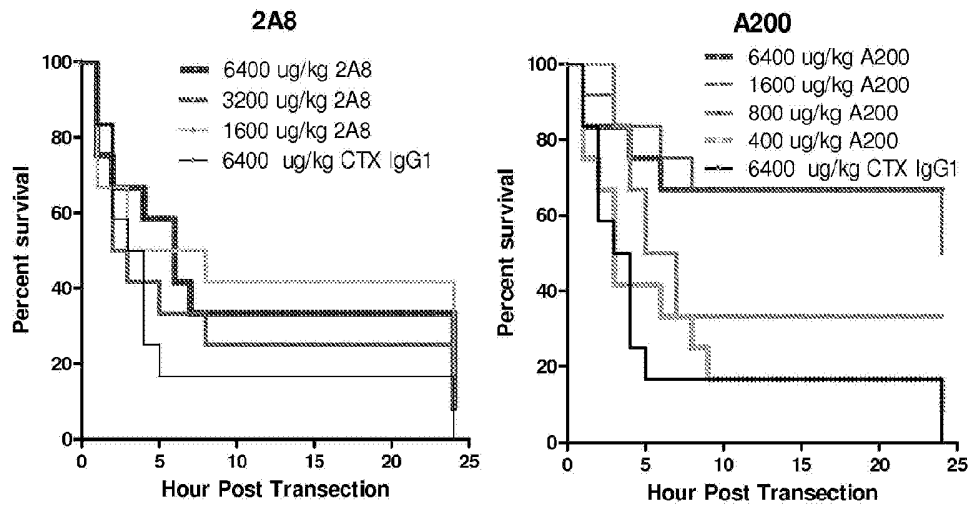 2A8
6400 ug/kg 2A8
3200 ug/kg 2A8
1600 ug/kg 2A8
6400 ug/kg CTX IgG1
Percent survival
100
80
60
40
20
0
0 5 10 15 20 25
Hour Post Transection
A200
6400 ug/kg A200
1600 ug/kg A200
800 ug/kg A200
400 ug/kg A200
6400 ug/kg CTX IgG1
Percent survival
100
80
60
40
20
0
0 5 10 15 20 25
Hour Post Transection